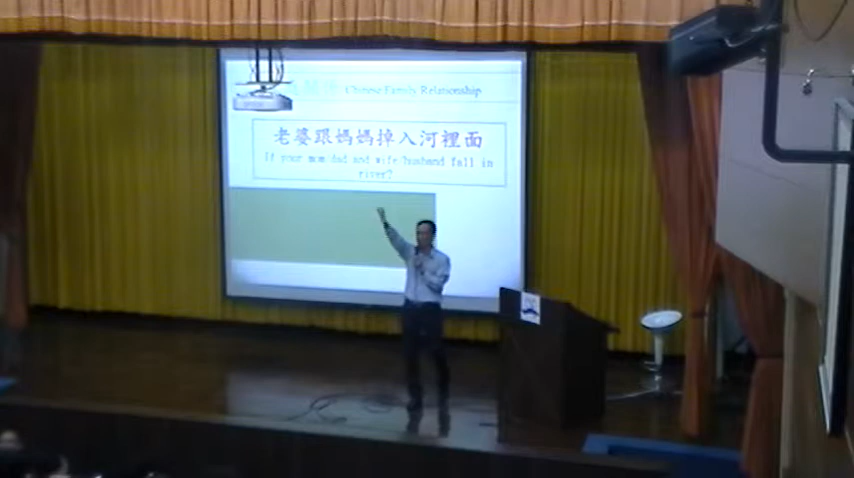 Chinese Family Relationship
老婆跟媽媽掉入河裡面
If your mom dad and wife husband fall in
river?